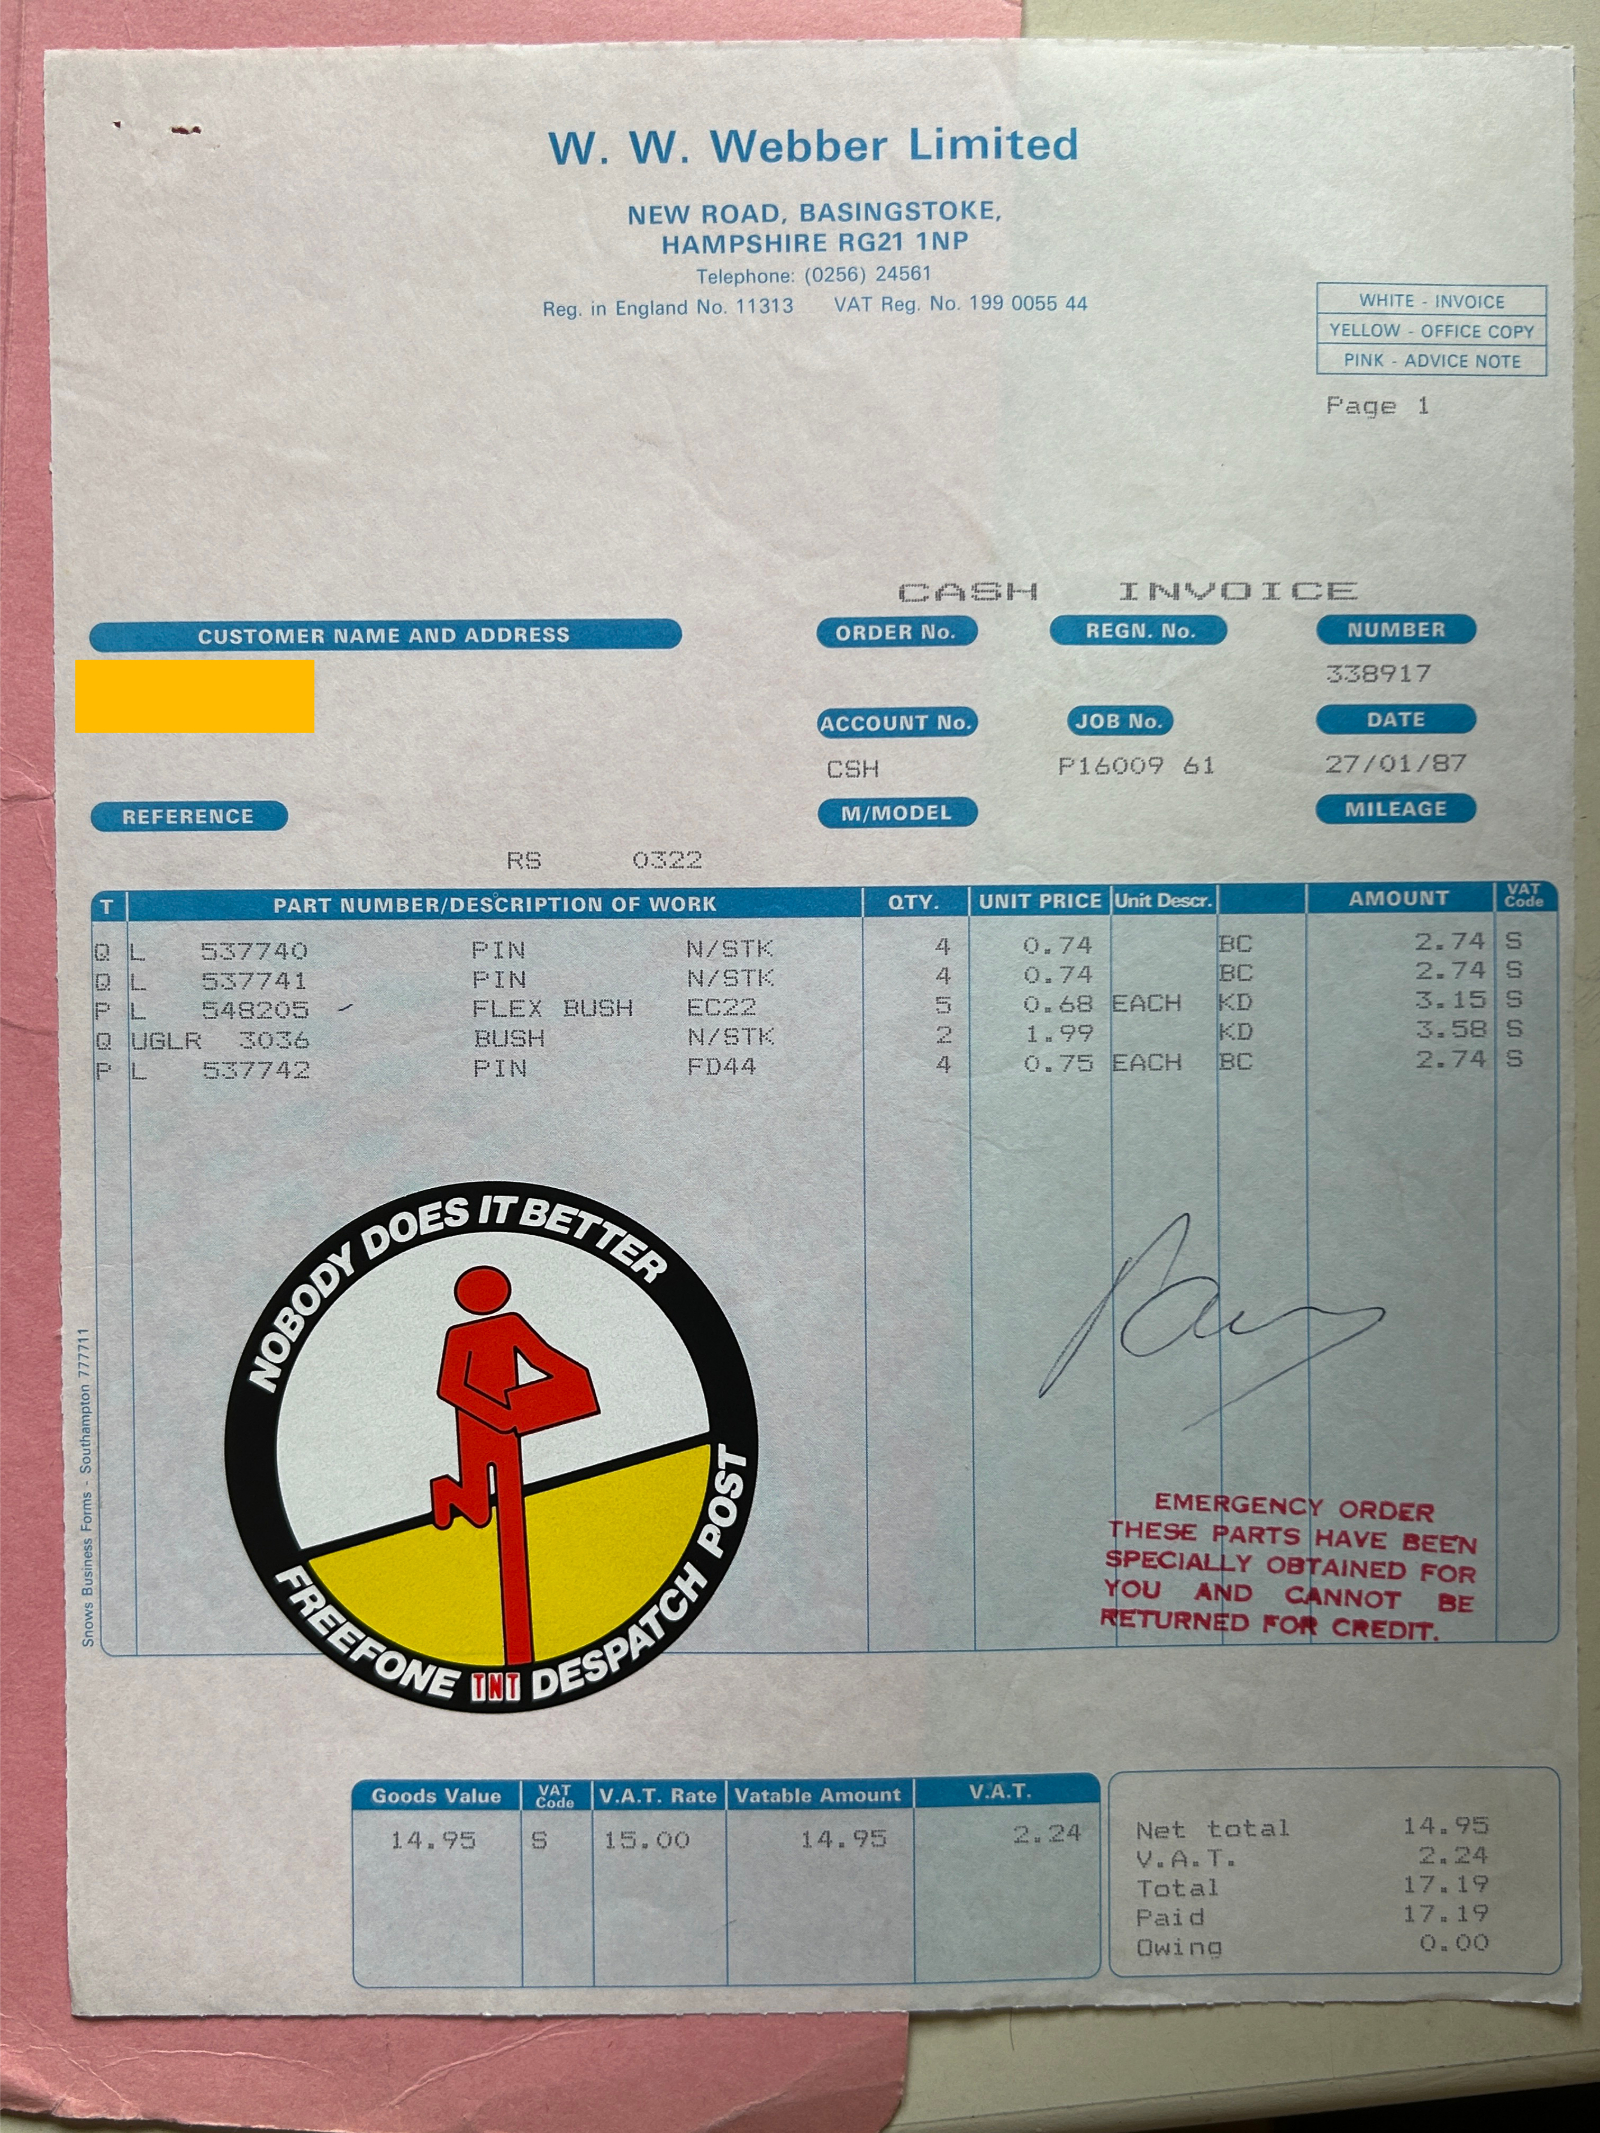 W. W. Webber Limited
NEW ROAD, BASINGSTOKE,
HAMPSHIRE RG21 1NP
Telephone: (0256) 24561
Reg. in England No. 11313 VAT Reg. No. 199 0055 44
WHITE - INVOICE
YELLOW - OFFICE COPY
PINK - ADVICE NOTE
Page 1
CASH INVOICE
CUSTOMER NAME AND ADDRESS ORDER No. REGN. No. NUMBER
338917
ACCOUNT No. JOB No. DATE
CSH P16009 61 27/01/87
REFERENCE M/MODEL MILEAGE
RS 0322
T PART NUMBER/DESCRIPTION OF WORK QTY. UNIT PRICE Unit Descr. AMOUNT VAT Code
Q L 537740 PIN N/STK 4 0.74 BC 2.74 S
Q L 537741 PIN N/STK 4 0.74 BC 2.74 S
P L 548205 FLEX BUSH EC22 5 0.68 EACH KD 3.15 S
Q UGLR 3036 BUSH N/STK 2 1.99 KD 3.58 S
P L 537742 PIN FD44 4 0.75 EACH BC 2.74 S
NOBODY DOES IT BETTER
FREEFONE TNT DESPATCH POST
EMERGENCY ORDER
THESE PARTS HAVE BEEN
SPECIALLY OBTAINED FOR
YOU AND CANNOT BE
RETURNED FOR CREDIT.
Snows Business Forms - Southampton 777711
Goods Value VAT Code V.A.T. Rate Vatable Amount V.A.T.
14.95 S 15.00 14.95 2.24
Net total 14.95
V.A.T. 2.24
Total 17.19
Paid 17.19
Owing 0.00